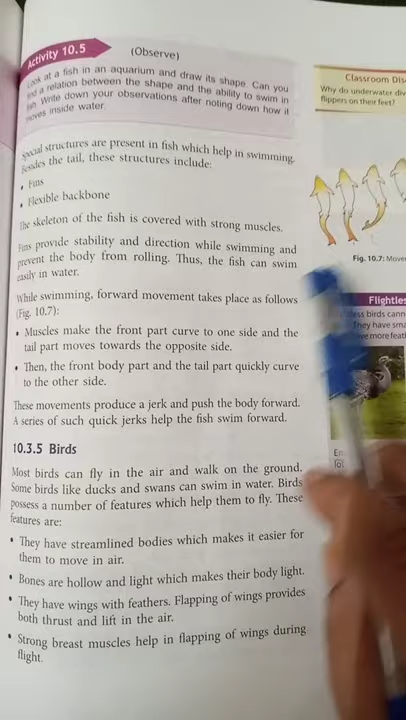 Activity 10.5
(Observe)
Look at a fish in an aquarium and draw its shape. Can you
find a relation between the shape and the ability to swim in
fish. Write down your observations after noting down how it
moves inside water.
Special structures are present in fish which help in swimming.
Besides the tail, these structures include:
• Fins
• Flexible backbone
The skeleton of the fish is covered with strong muscles.
Fins provide stability and direction while swimming and
prevent the body from rolling. Thus, the fish can swim
easily in water.
While swimming, forward movement takes place as follows
(Fig. 10.7):
• Muscles make the front part curve to one side and the
tail part moves towards the opposite side.
• Then, the front body part and the tail part quickly curve
to the other side.
These movements produce a jerk and push the body forward.
A series of such quick jerks help the fish swim forward.
10.3.5 Birds
Most birds can fly in the air and walk on the ground.
Some birds like ducks and swans can swim in water. Birds
possess a number of features which help them to fly. These
features are:
• They have streamlined bodies which makes it easier for
them to move in air.
• Bones are hollow and light which makes their body light.
• They have wings with feathers. Flapping of wings provides
both thrust and lift in the air.
• Strong breast muscles help in flapping of wings during
flight.
Classroom Dis
Why do underwater div
flippers on their feet?
Fig. 10.7: Move
Flightle
less birds cann
They have sma
ve more feat